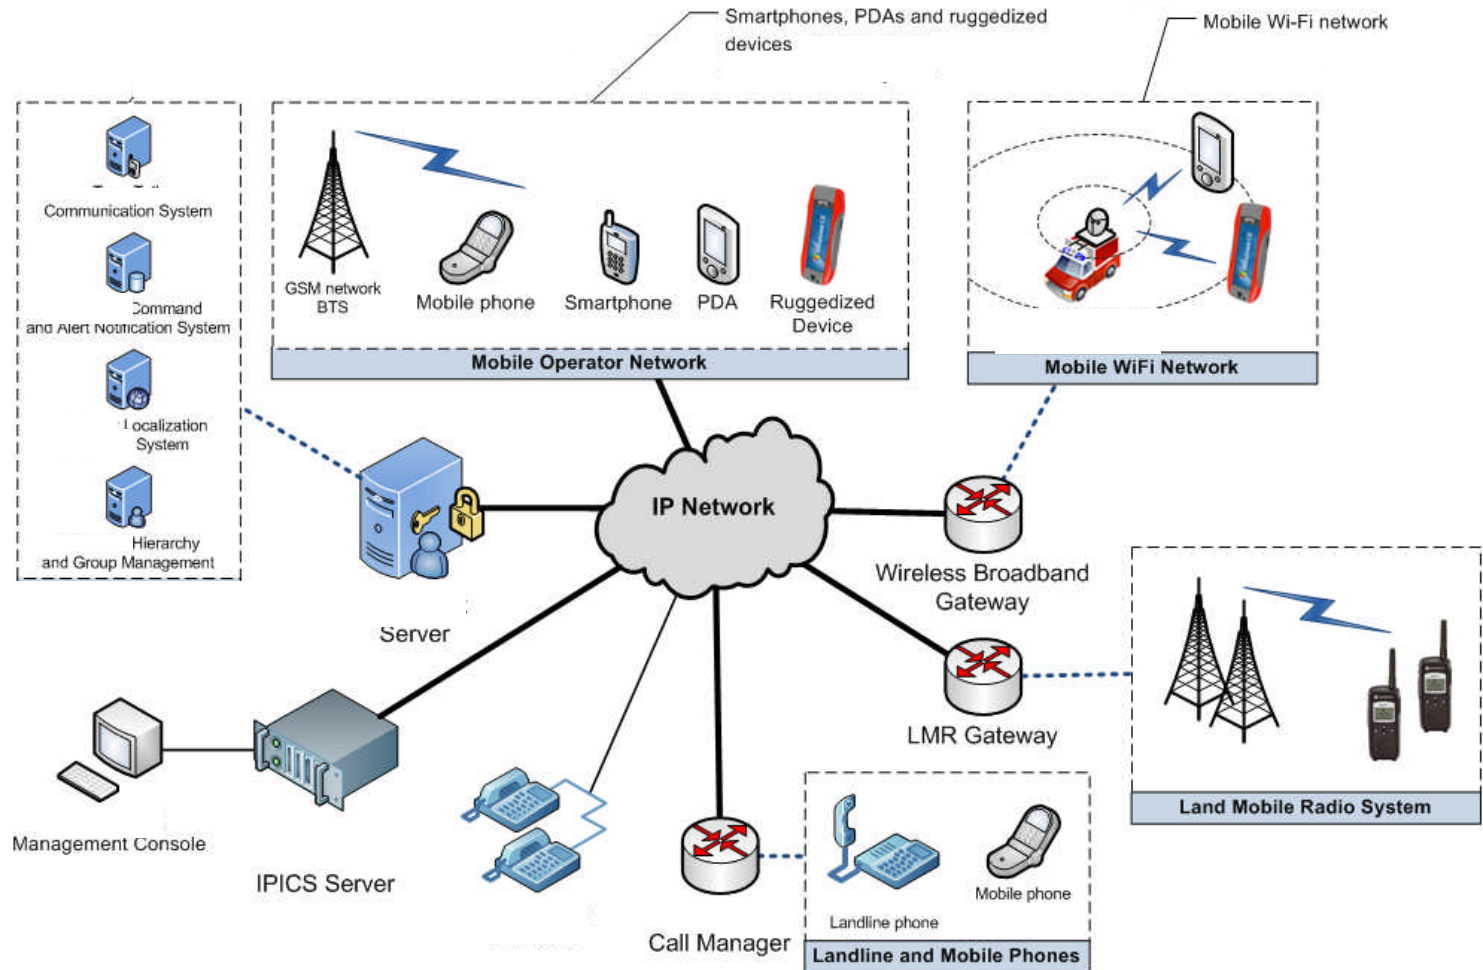 Smartphones, PDAs and ruggedized
devices
Mobile Wi-Fi network
Communication System
Command
and Alert Notification System
Localization
System
Hierarchy
and Group Management
GSM network
BTS
Mobile phone
Smartphone
PDA
Ruggedized
Device
Mobile Operator Network
Mobile WiFi Network
IP Network
Server
Wireless Broadband
Gateway
LMR Gateway
Land Mobile Radio System
Management Console
IPICS Server
Call Manager
Landline phone
Mobile phone
Landline and Mobile Phones